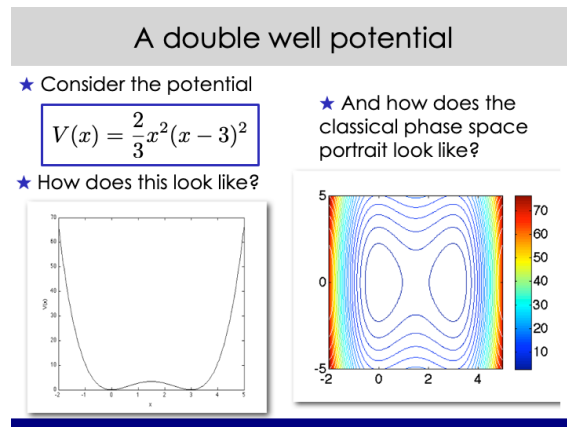 A double well potential
★ Consider the potential
V(x) = \frac{2}{3}x^2(x − 3)^2
★ How does this look like?
70
60
50
40
30
20
10
0
V(x)
-2 -1 0 1 2 3 4 5
x
★ And how does the
classical phase space
portrait look like?
5
0
-5
-2 0 2 4
70
60
50
40
30
20
10